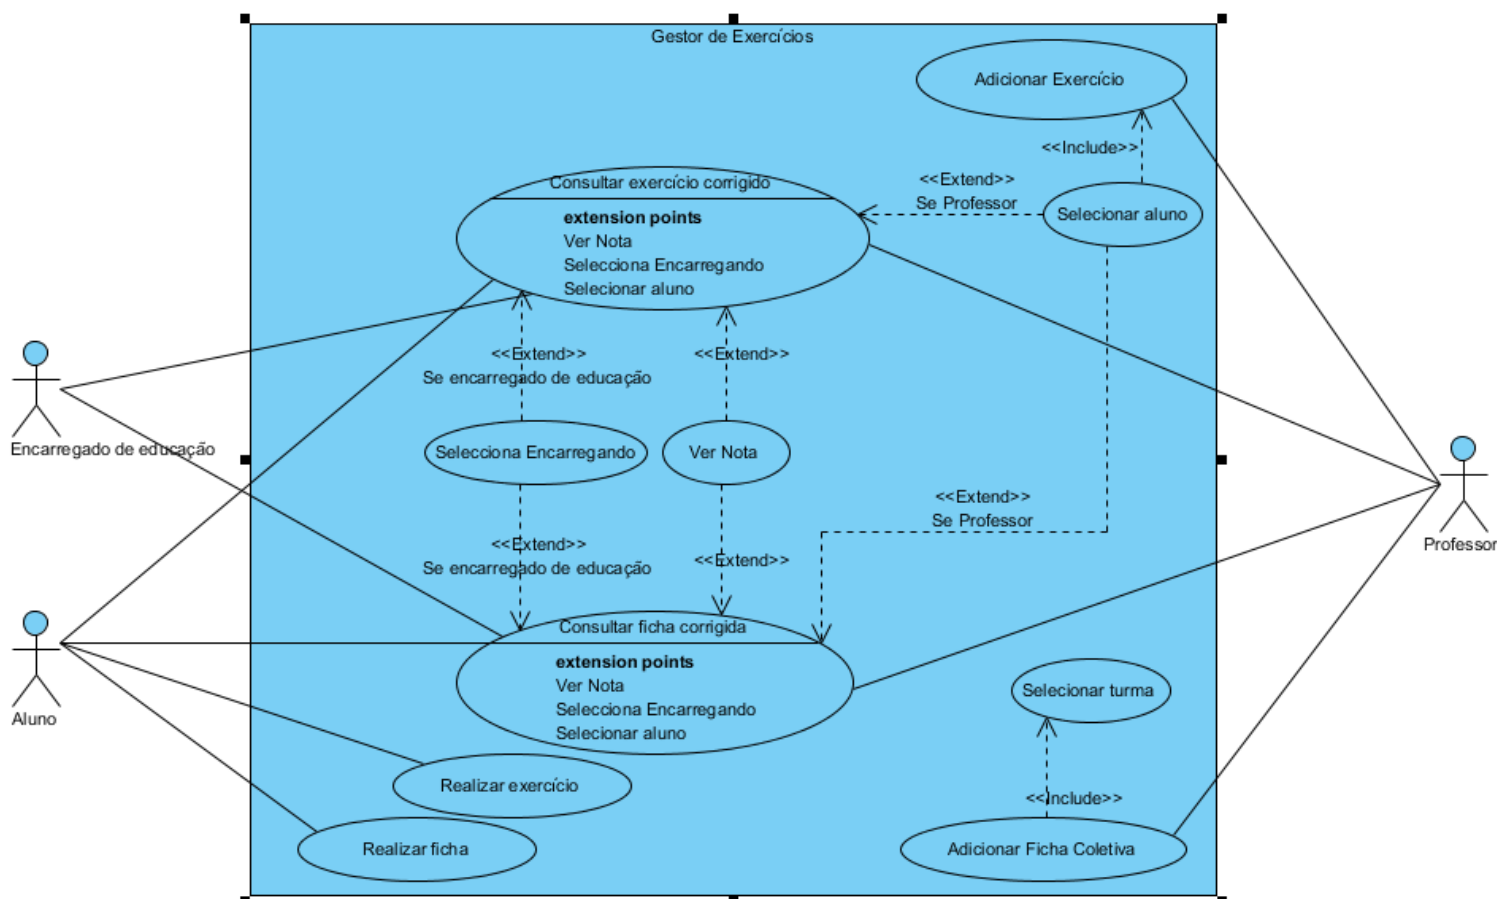 Gestor de Exercícios
Adicionar Exercício
<<Include>>
Consultar exercício corrigido
<<Extend>>
Se Professor
Selecionar aluno
extension points
Ver Nota
Selecciona Encarregando
Selecionar aluno
<<Extend>>
Se encarregado de educação
<<Extend>>
Encarregado de educação
Selecciona Encarregando
Ver Nota
<<Extend>>
Se Professor
Professor
<<Extend>>
Se encarregado de educação
<<Extend>>
Consultar ficha corrigida
extension points
Ver Nota
Selecciona Encarregando
Selecionar aluno
Selecionar turma
Aluno
Realizar exercício
<<Include>>
Realizar ficha
Adicionar Ficha Coletiva